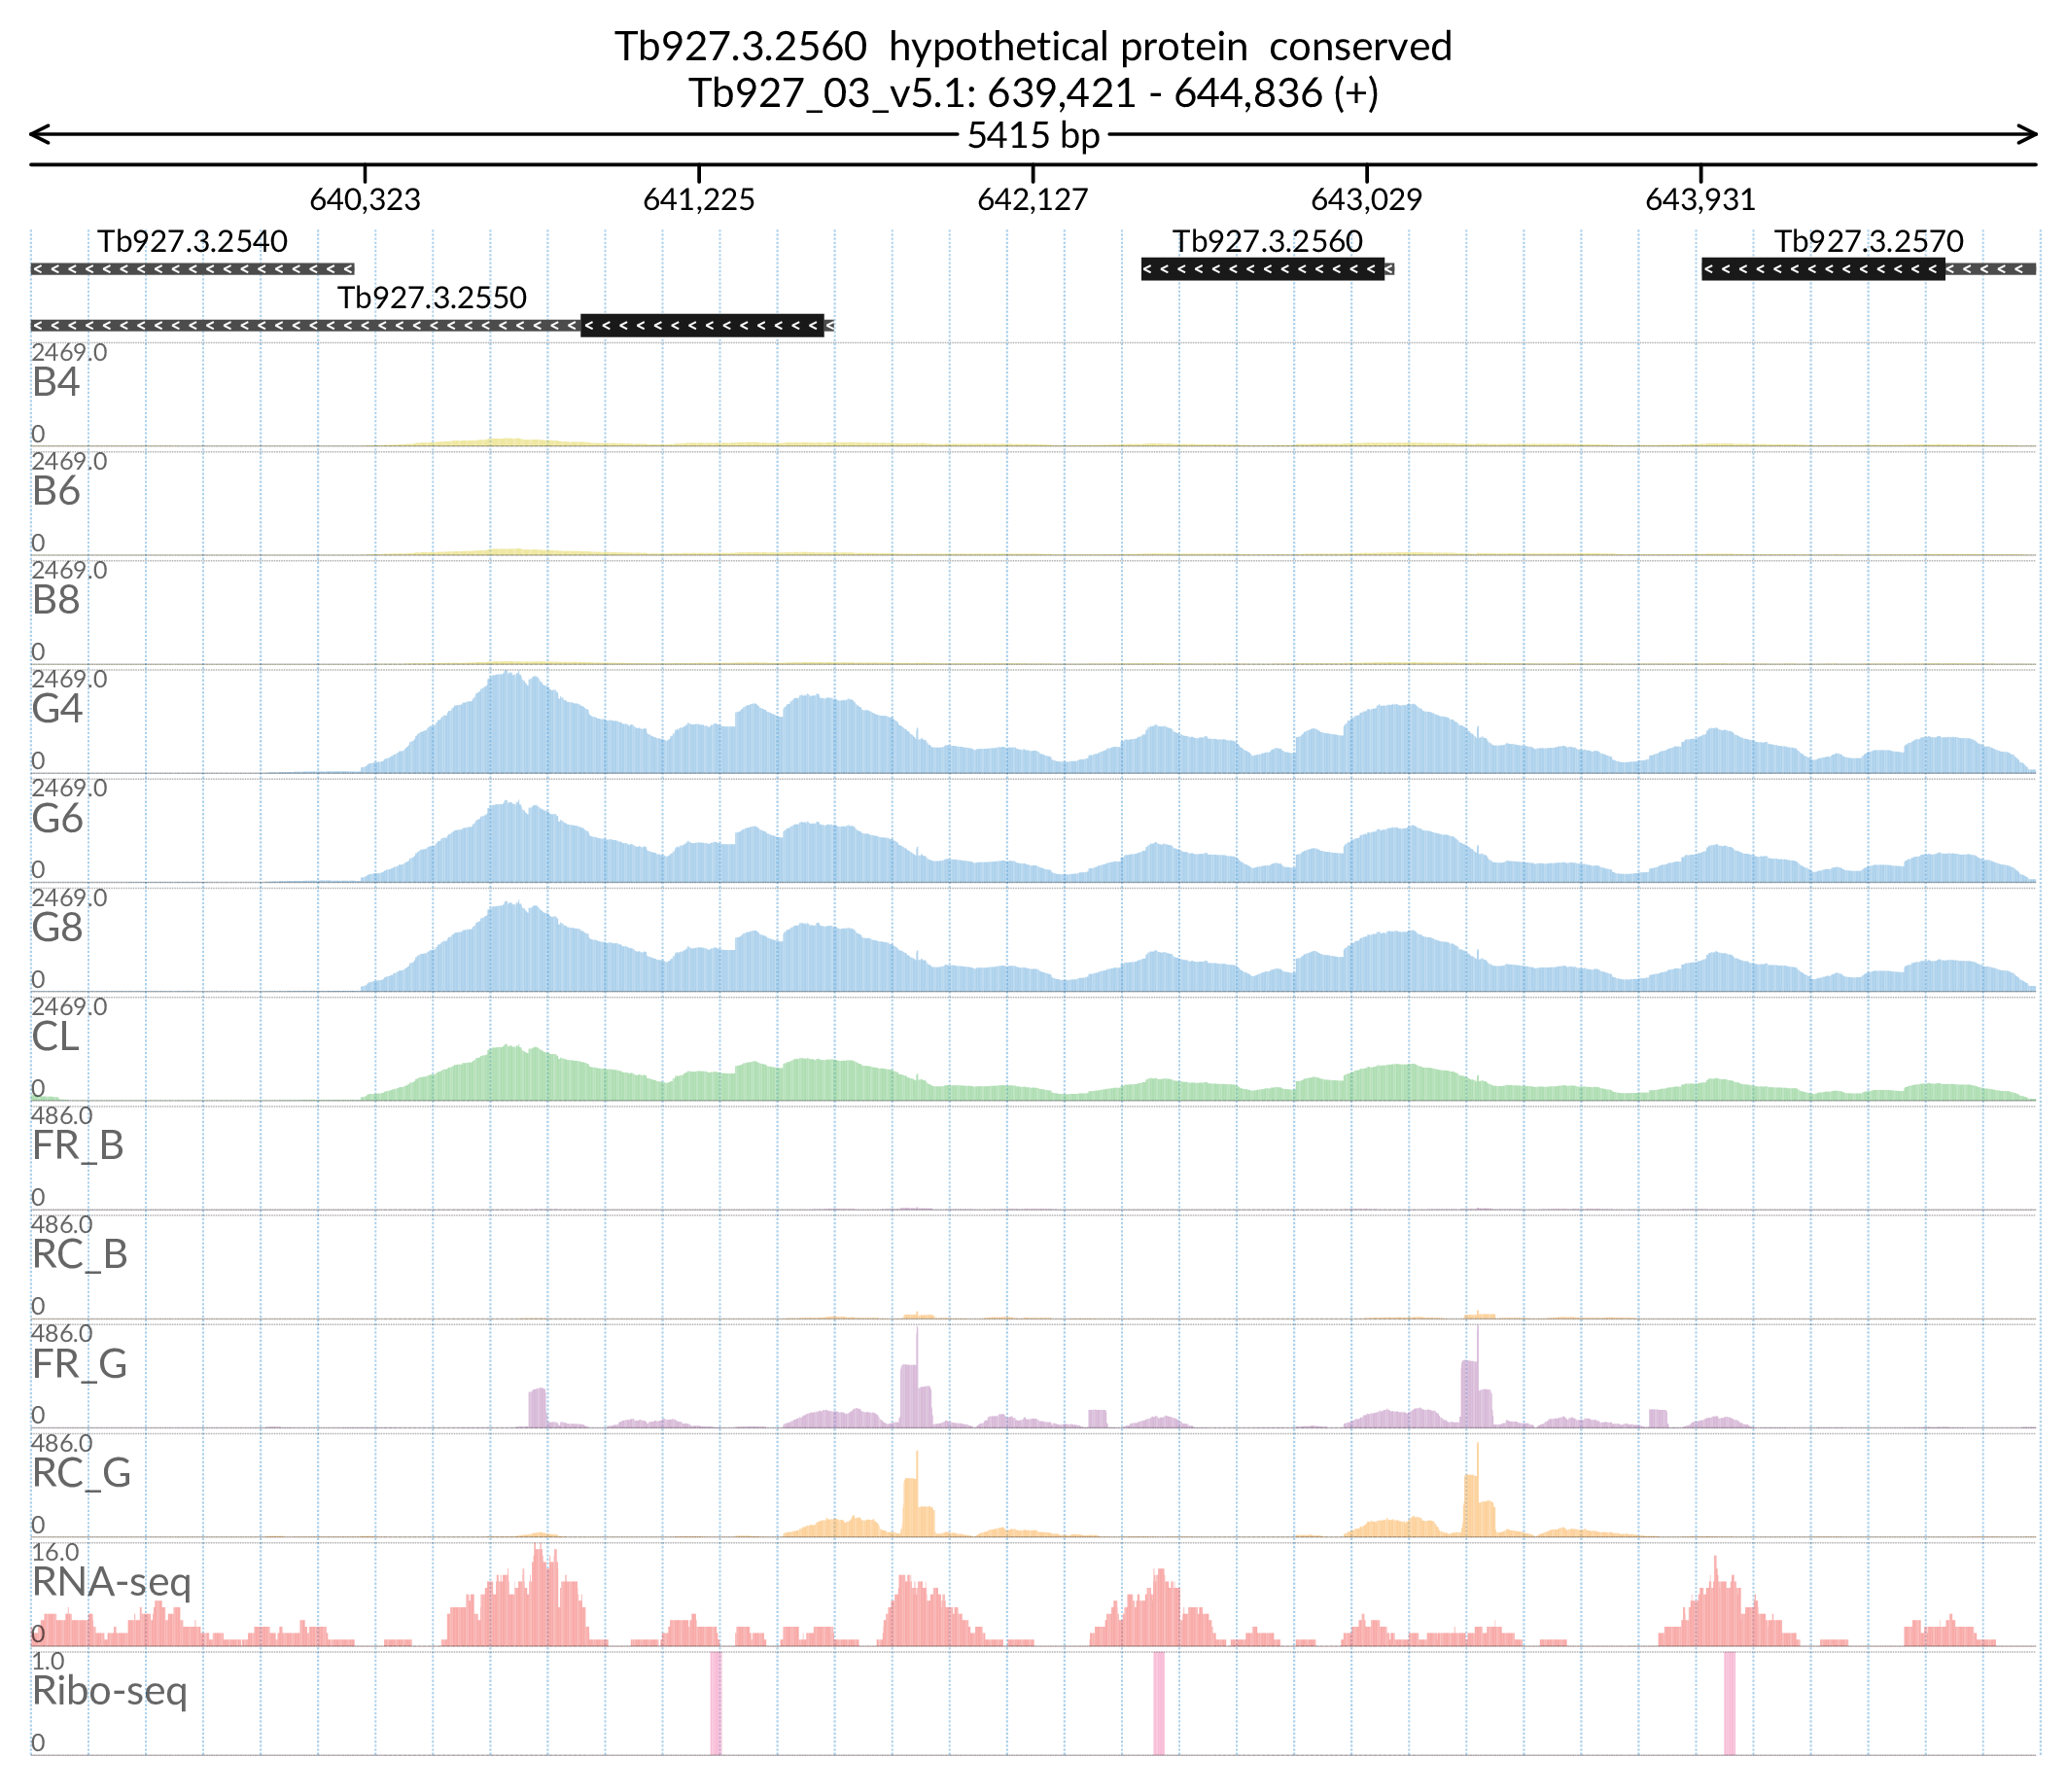 Tb927.3.2560 hypothetical protein conserved
Tb927_03_v5.1: 639,421 - 644,836 (+)
5415 bp
640,323 641,225 642,127 643,029 643,931
Tb927.3.2540 Tb927.3.2560 Tb927.3.2570
Tb927.3.2550
2469.0
B4
0
2469.0
B6
0
2469.0
B8
0
2469.0
G4
0
2469.0
G6
0
2469.0
G8
0
2469.0
CL
0
486.0
FR_B
0
486.0
RC_B
0
486.0
FR_G
0
486.0
RC_G
0
16.0
RNA-seq
0
1.0
Ribo-seq
0